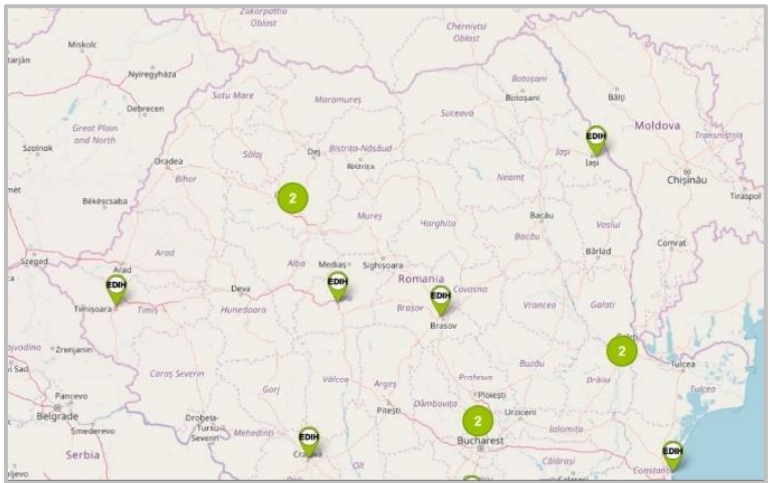 Zakarpattia
Oblast
Chernivtsi
Oblast
Miskolc
Nyíregyháza
Satu Mare
Maramureș
Botoșani
Botoșani
Bălți
Suceava
Debrecen
Great Plain
and North
Moldova
Transnistria
EDIH
Szolnok
Oradea
Sălaj
Dej
Bistrița-Năsăud
Bistrița
Iași
Iași
Chișinău
Bihor
Neamț
Tiraspol
2
Békéscsaba
Mureș
Harghita
Bacău
Bacău
Vaslui
Comrat
Arad
Bârlad
Szeged
Arad
Alba
Mediaș
Sighișoara
Romania
EDIH
EDIH
EDIH
Deva
Covasna
Timișoara
Timiș
Hunedoara
Brașov
Vrancea
Galati
Brasov
Zrenjanin
2
Caraș Severin
Buzău
Tulcea
Gorj
Vâlcea
Argeș
Prahova
Brăila
Tulcea
Pancevo
Ploiești
Dâmbovița
Belgrade
Drobeta-
Turnu
Severin
Pitești
2
Urziceni
Smederevo
Mehedinți
EDIH
Ialomița
Bucharest
Serbia
Craiova
Olt
Călărași
EDIH
Constanța